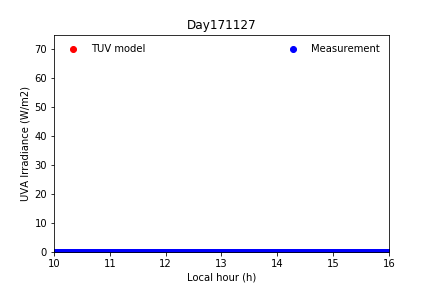 Day171127
TUV model
Measurement
70
60
50
40
30
20
10
0
UVA Irradiance (W/m2)
10 11 12 13 14 15 16
Local hour (h)